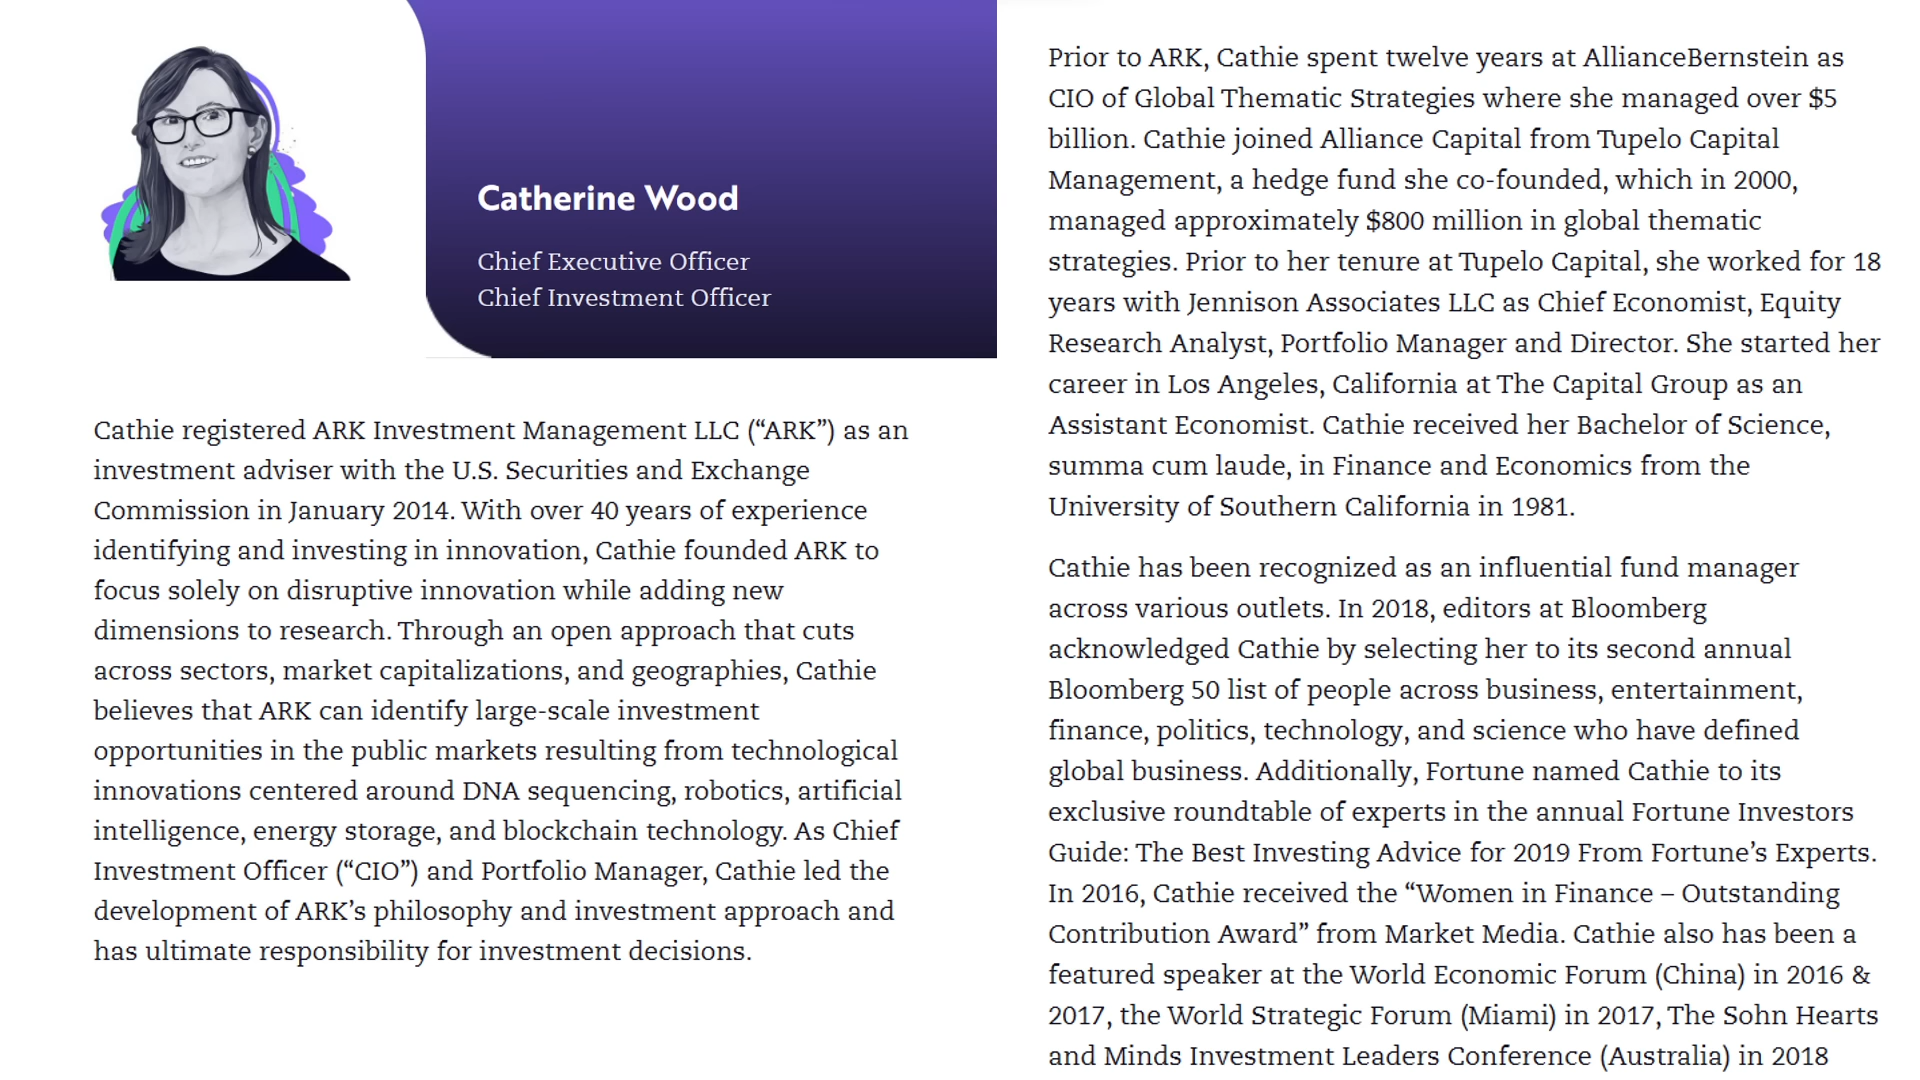 Catherine Wood
Chief Executive Officer
Chief Investment Officer
Cathie registered ARK Investment Management LLC (“ARK”) as an
investment adviser with the U.S. Securities and Exchange
Commission in January 2014. With over 40 years of experience
identifying and investing in innovation, Cathie founded ARK to
focus solely on disruptive innovation while adding new
dimensions to research. Through an open approach that cuts
across sectors, market capitalizations, and geographies, Cathie
believes that ARK can identify large-scale investment
opportunities in the public markets resulting from technological
innovations centered around DNA sequencing, robotics, artificial
intelligence, energy storage, and blockchain technology. As Chief
Investment Officer (“CIO”) and Portfolio Manager, Cathie led the
development of ARK’s philosophy and investment approach and
has ultimate responsibility for investment decisions.
Prior to ARK, Cathie spent twelve years at AllianceBernstein as
CIO of Global Thematic Strategies where she managed over $5
billion. Cathie joined Alliance Capital from Tupelo Capital
Management, a hedge fund she co-founded, which in 2000,
managed approximately $800 million in global thematic
strategies. Prior to her tenure at Tupelo Capital, she worked for 18
years with Jennison Associates LLC as Chief Economist, Equity
Research Analyst, Portfolio Manager and Director. She started her
career in Los Angeles, California at The Capital Group as an
Assistant Economist. Cathie received her Bachelor of Science,
summa cum laude, in Finance and Economics from the
University of Southern California in 1981.
Cathie has been recognized as an influential fund manager
across various outlets. In 2018, editors at Bloomberg
acknowledged Cathie by selecting her to its second annual
Bloomberg 50 list of people across business, entertainment,
finance, politics, technology, and science who have defined
global business. Additionally, Fortune named Cathie to its
exclusive roundtable of experts in the annual Fortune Investors
Guide: The Best Investing Advice for 2019 From Fortune’s Experts.
In 2016, Cathie received the “Women in Finance – Outstanding
Contribution Award” from Market Media. Cathie also has been a
featured speaker at the World Economic Forum (China) in 2016 &
2017, the World Strategic Forum (Miami) in 2017, The Sohn Hearts
and Minds Investment Leaders Conference (Australia) in 2018